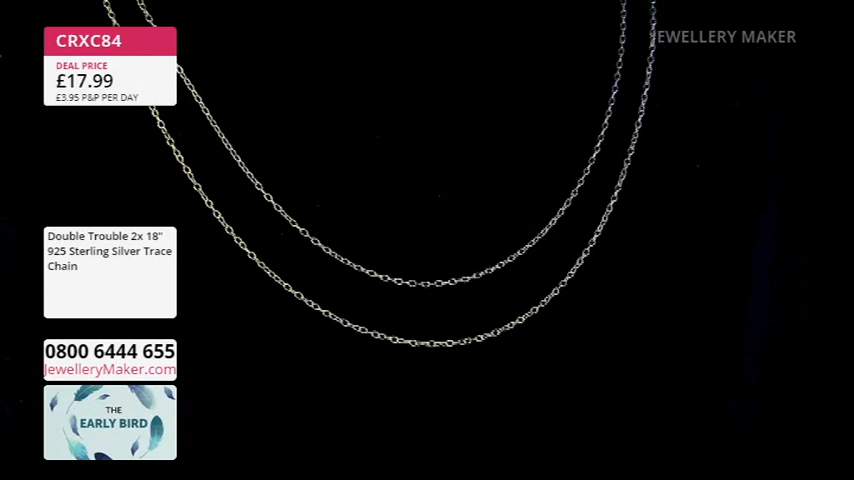 CRXC84
JEWELLERY MAKER
DEAL PRICE
£17.99
£3.95 P&P PER DAY
Double Trouble 2x 18"
925 Sterling Silver Trace
Chain
0800 6444 655
JewelleryMaker.com
THE
EARLY BIRD